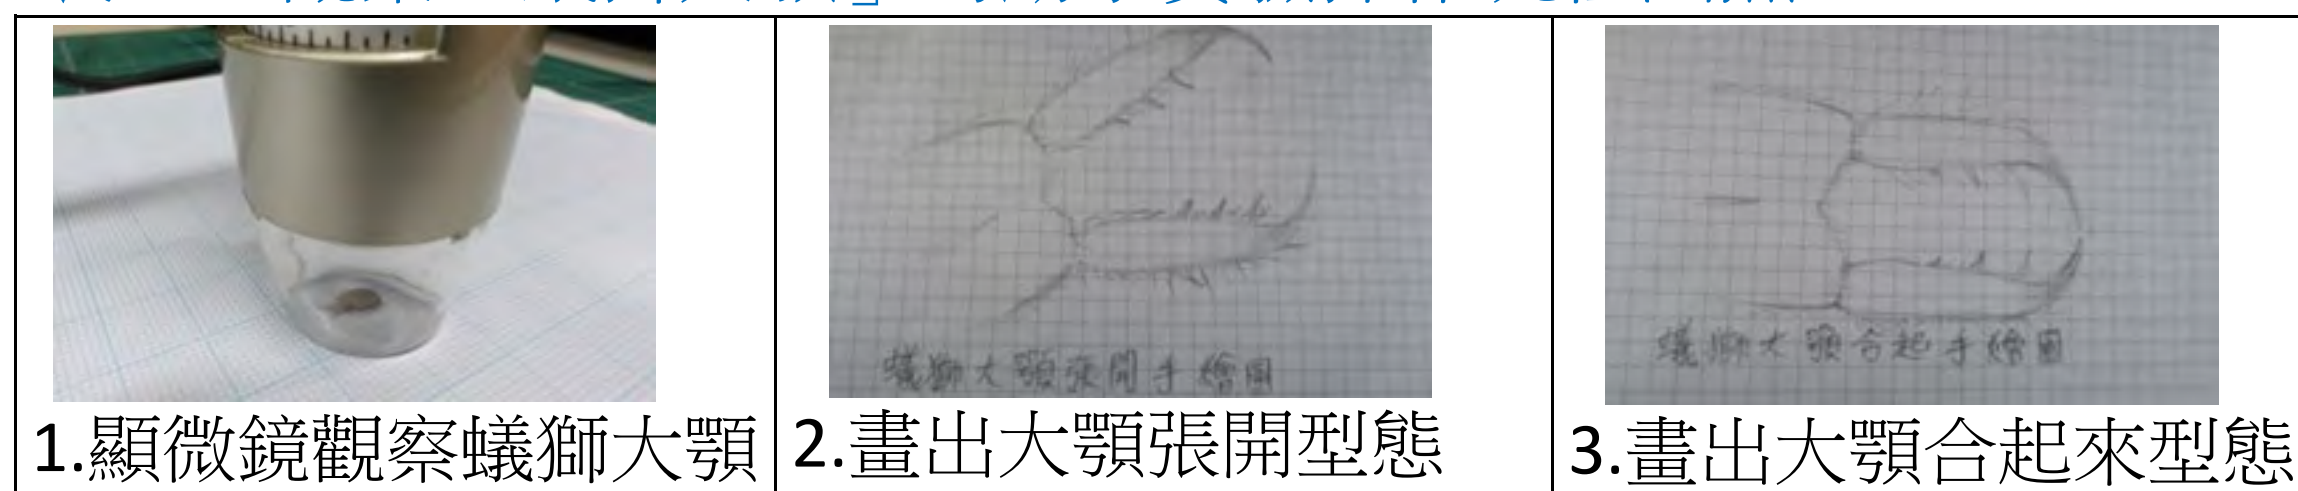 蟻獅大顎張開手繪圖
蟻獅大顎合起手繪圖
1.顯微鏡觀察蟻獅大顎
2.畫出大顎張開型態
3.畫出大顎合起來型態